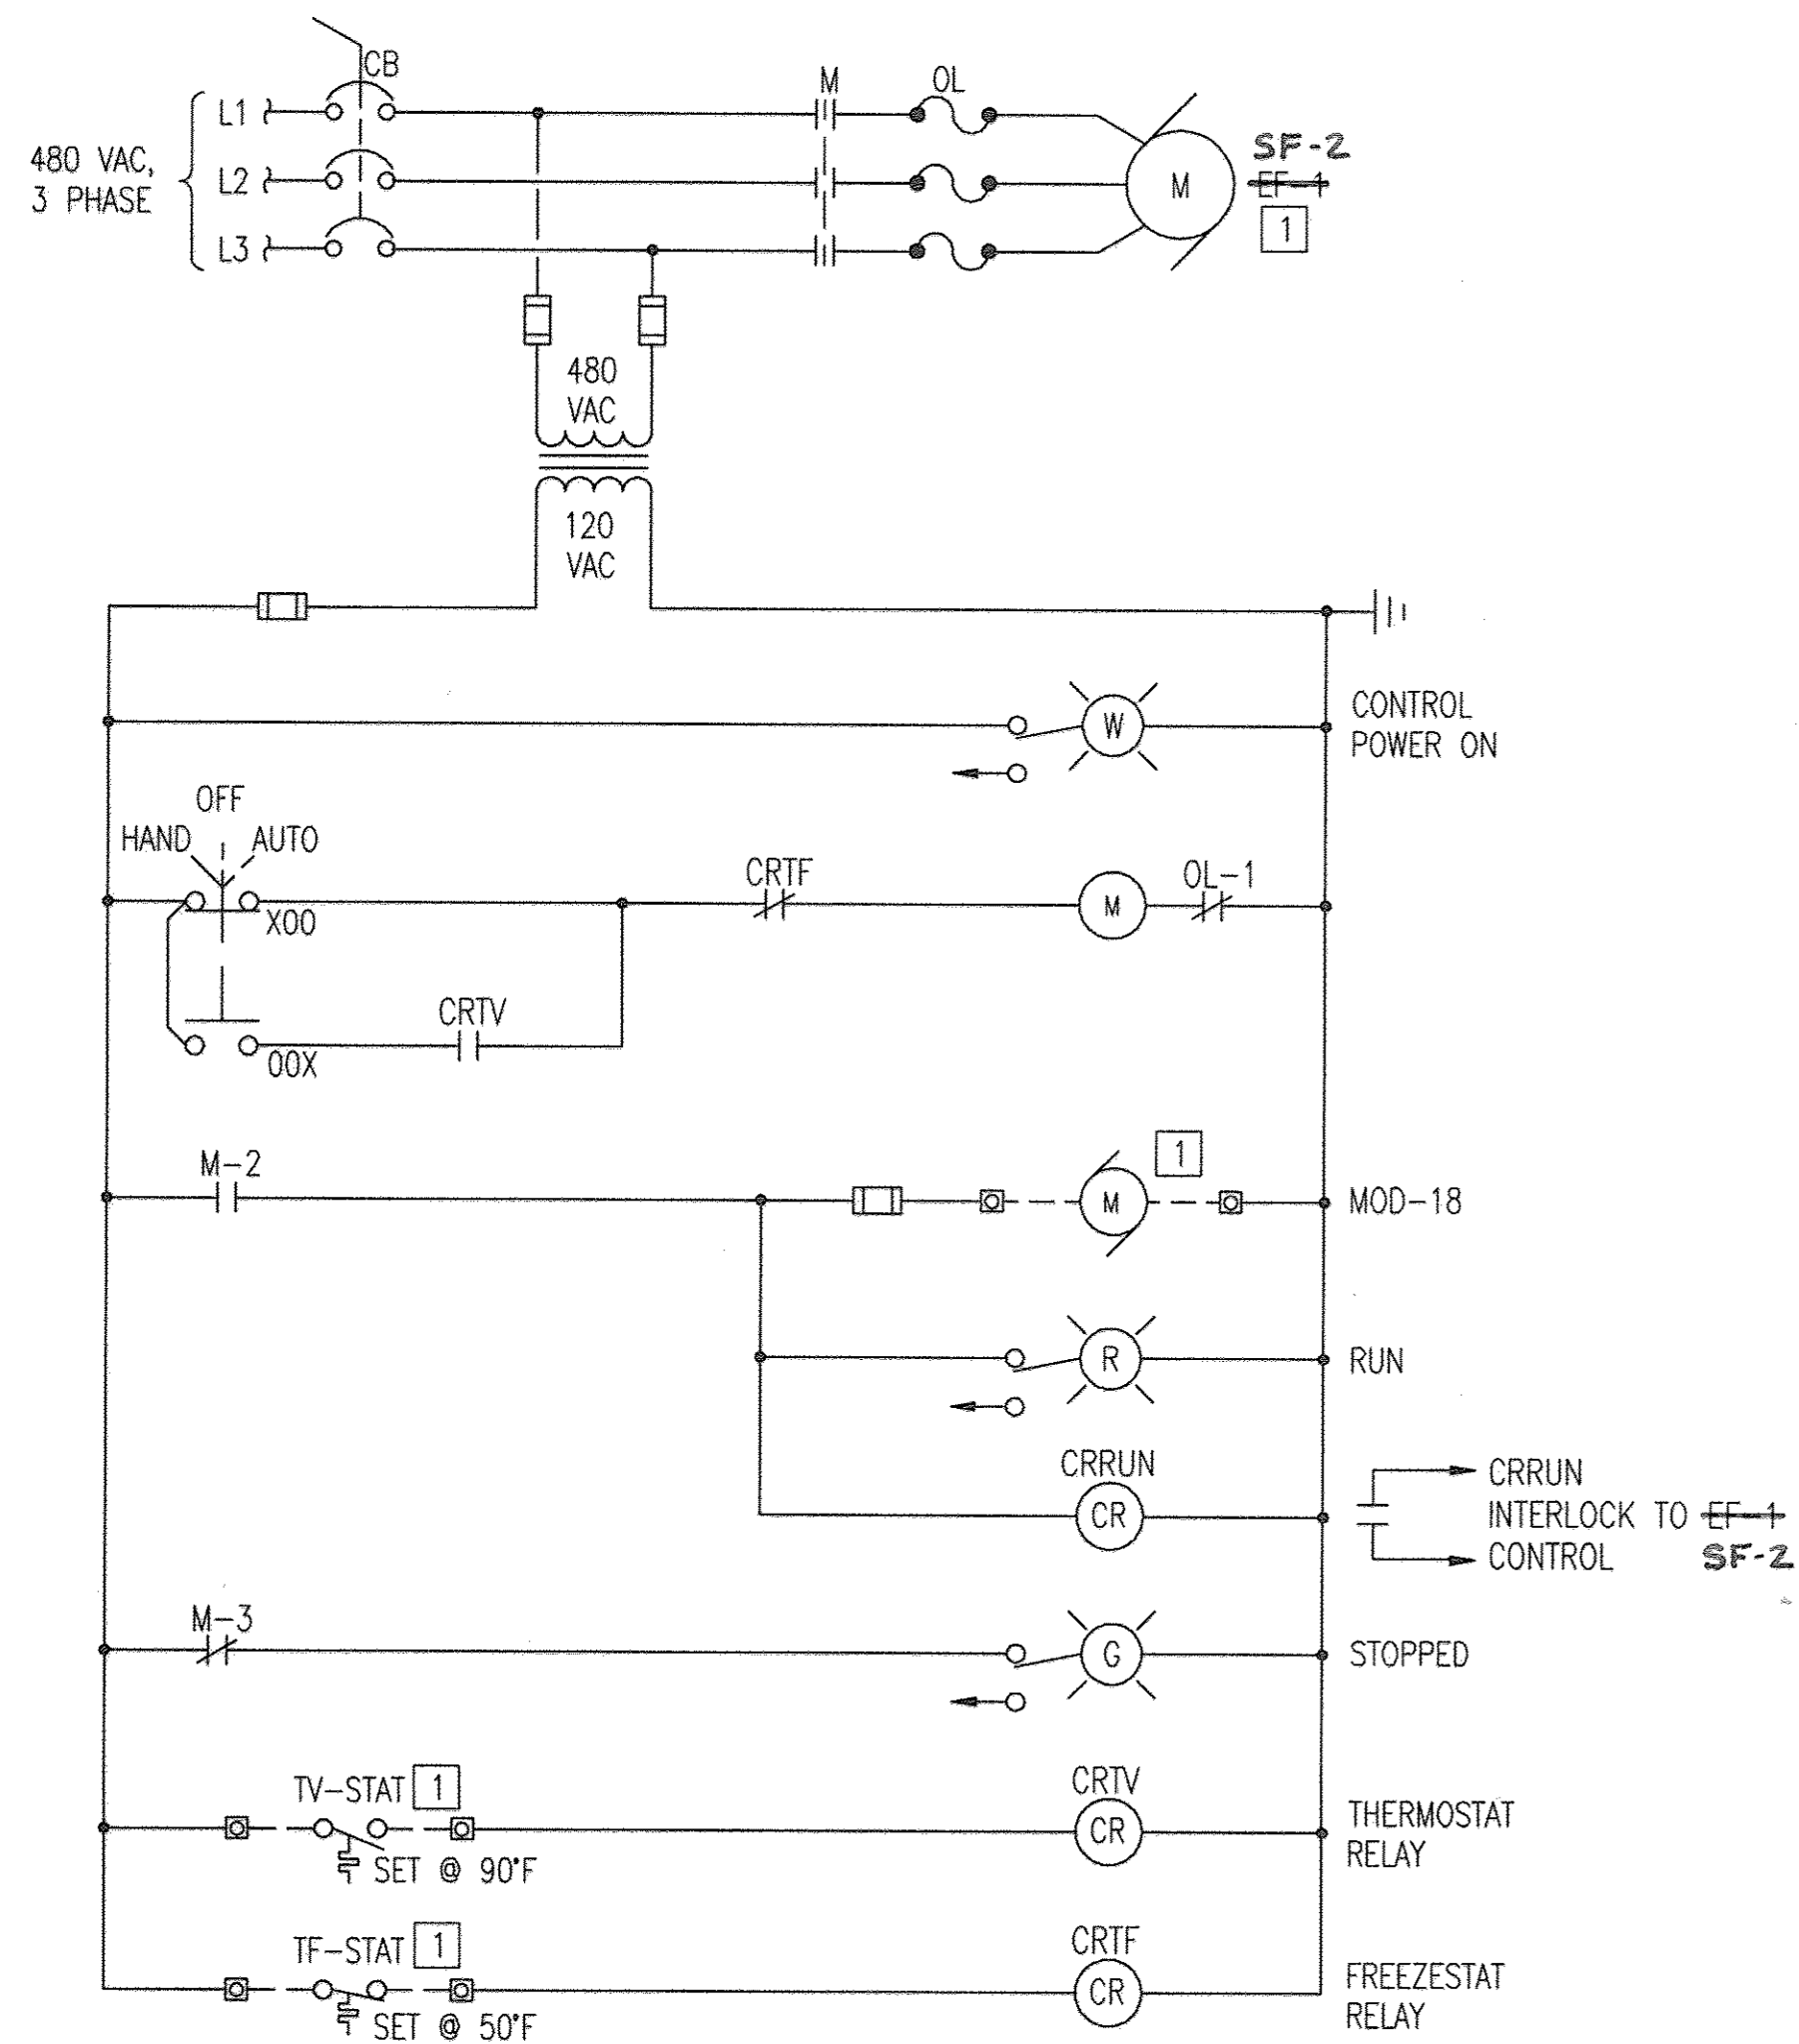 CB
M
OL
L1
480 VAC,
3 PHASE
L2
L3
M
SF-2
EF-1
1
480
VAC
120
VAC
W
CONTROL
POWER ON
OFF
HAND
AUTO
X00
CRTF
M
OL-1
CRTV
00X
M-2
1
M
MOD-18
R
RUN
CRRUN
CR
CRRUN
INTERLOCK TO EF-1
CONTROL SF-2
M-3
G
STOPPED
TV-STAT 1
SET @ 90°F
CRTV
CR
THERMOSTAT
RELAY
TF-STAT 1
SET @ 50°F
CRTF
CR
FREEZESTAT
RELAY